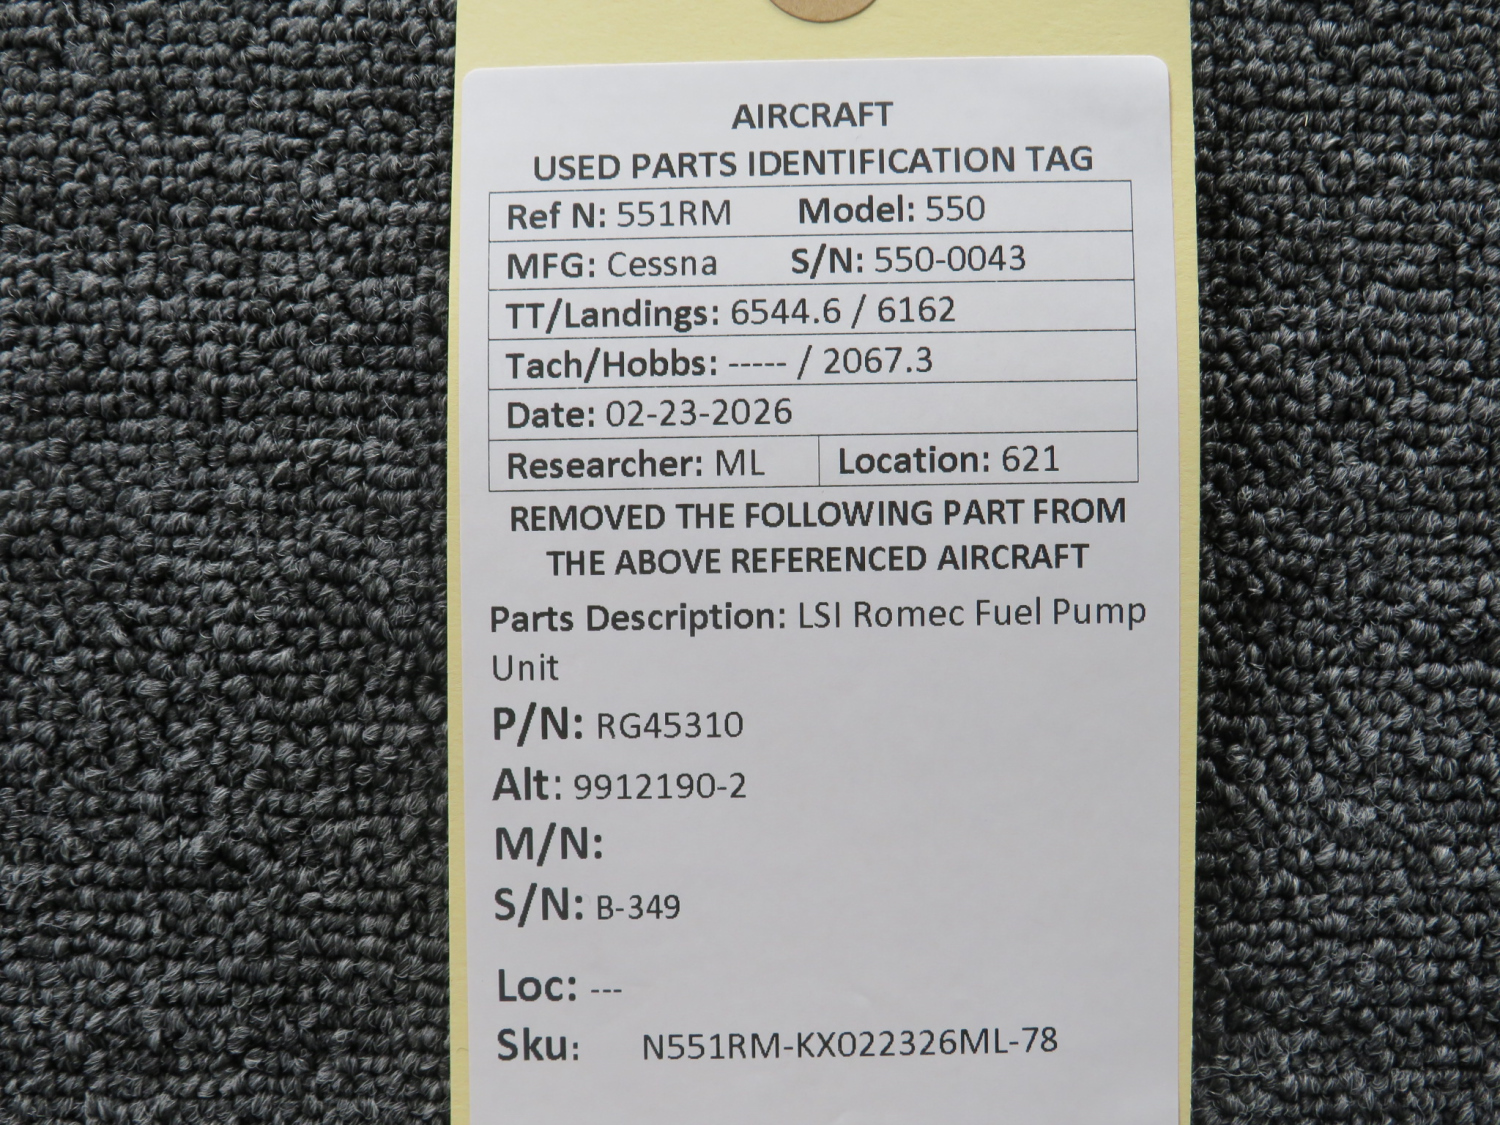 AIRCRAFT
USED PARTS IDENTIFICATION TAG
Ref N: 551RM Model: 550
MFG: Cessna S/N: 550-0043
TT/Landings: 6544.6 / 6162
Tach/Hobbs: ----- / 2067.3
Date: 02-23-2026
Researcher: ML Location: 621
REMOVED THE FOLLOWING PART FROM
THE ABOVE REFERENCED AIRCRAFT
Parts Description: LSI Romec Fuel Pump
Unit
P/N: RG45310
Alt: 9912190-2
M/N:
S/N: B-349
Loc: ---
Sku: N551RM-KX022326ML-78